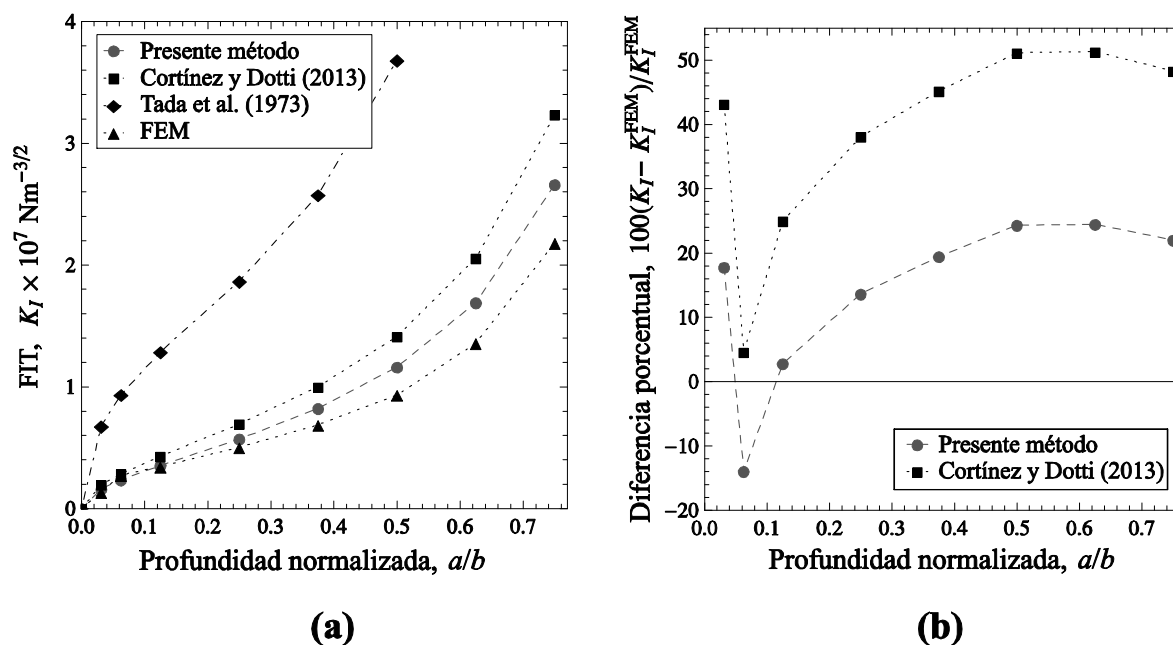 4
3
2
1
0
FIT, K_I × 10^7 Nm^{−3/2}
Presente método
Cortínez y Dotti (2013)
Tada et al. (1973)
FEM
0.0 0.1 0.2 0.3 0.4 0.5 0.6 0.7
Profundidad normalizada, a/b
(a)
50
40
30
20
10
0
−10
−20
Diferencia porcentual, 100(K_I − K_I^{FEM})/K_I^{FEM}
Presente método
Cortínez y Dotti (2013)
0.0 0.1 0.2 0.3 0.4 0.5 0.6 0.7
Profundidad normalizada, a/b
(b)